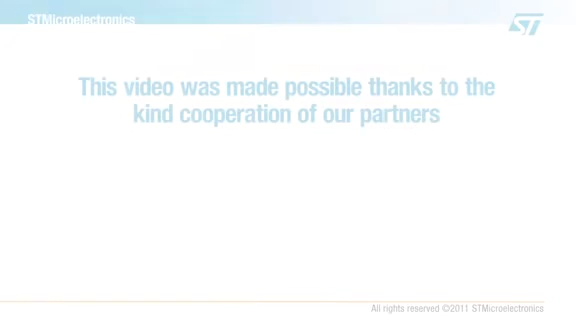 STMicroelectronics
ST
This video was made possible thanks to the
kind cooperation of our partners
All rights reserved ©2011 STMicroelectronics